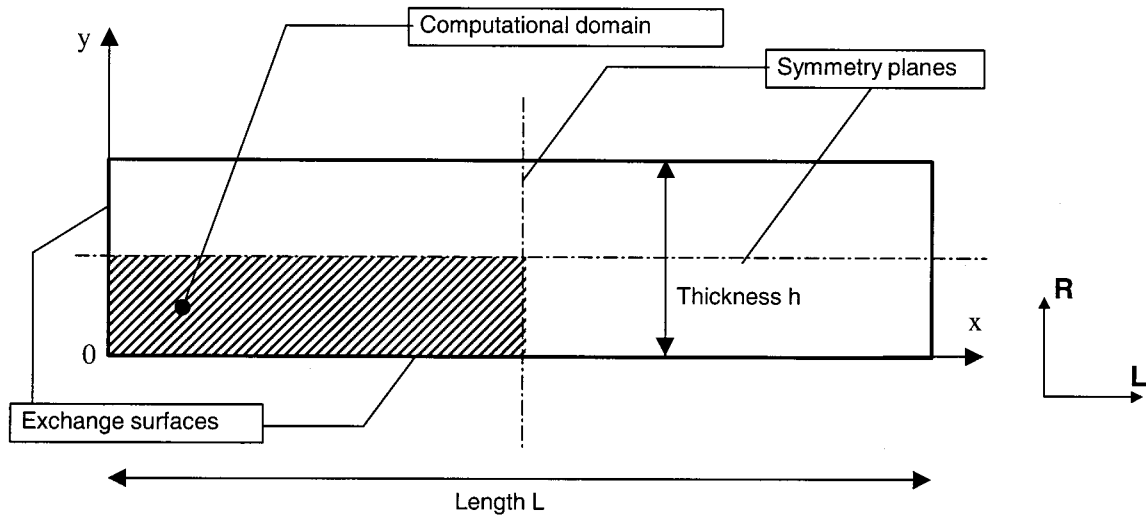 Computational domain
y
Symmetry planes
Thickness h
R
x
0
L
Exchange surfaces
Length L